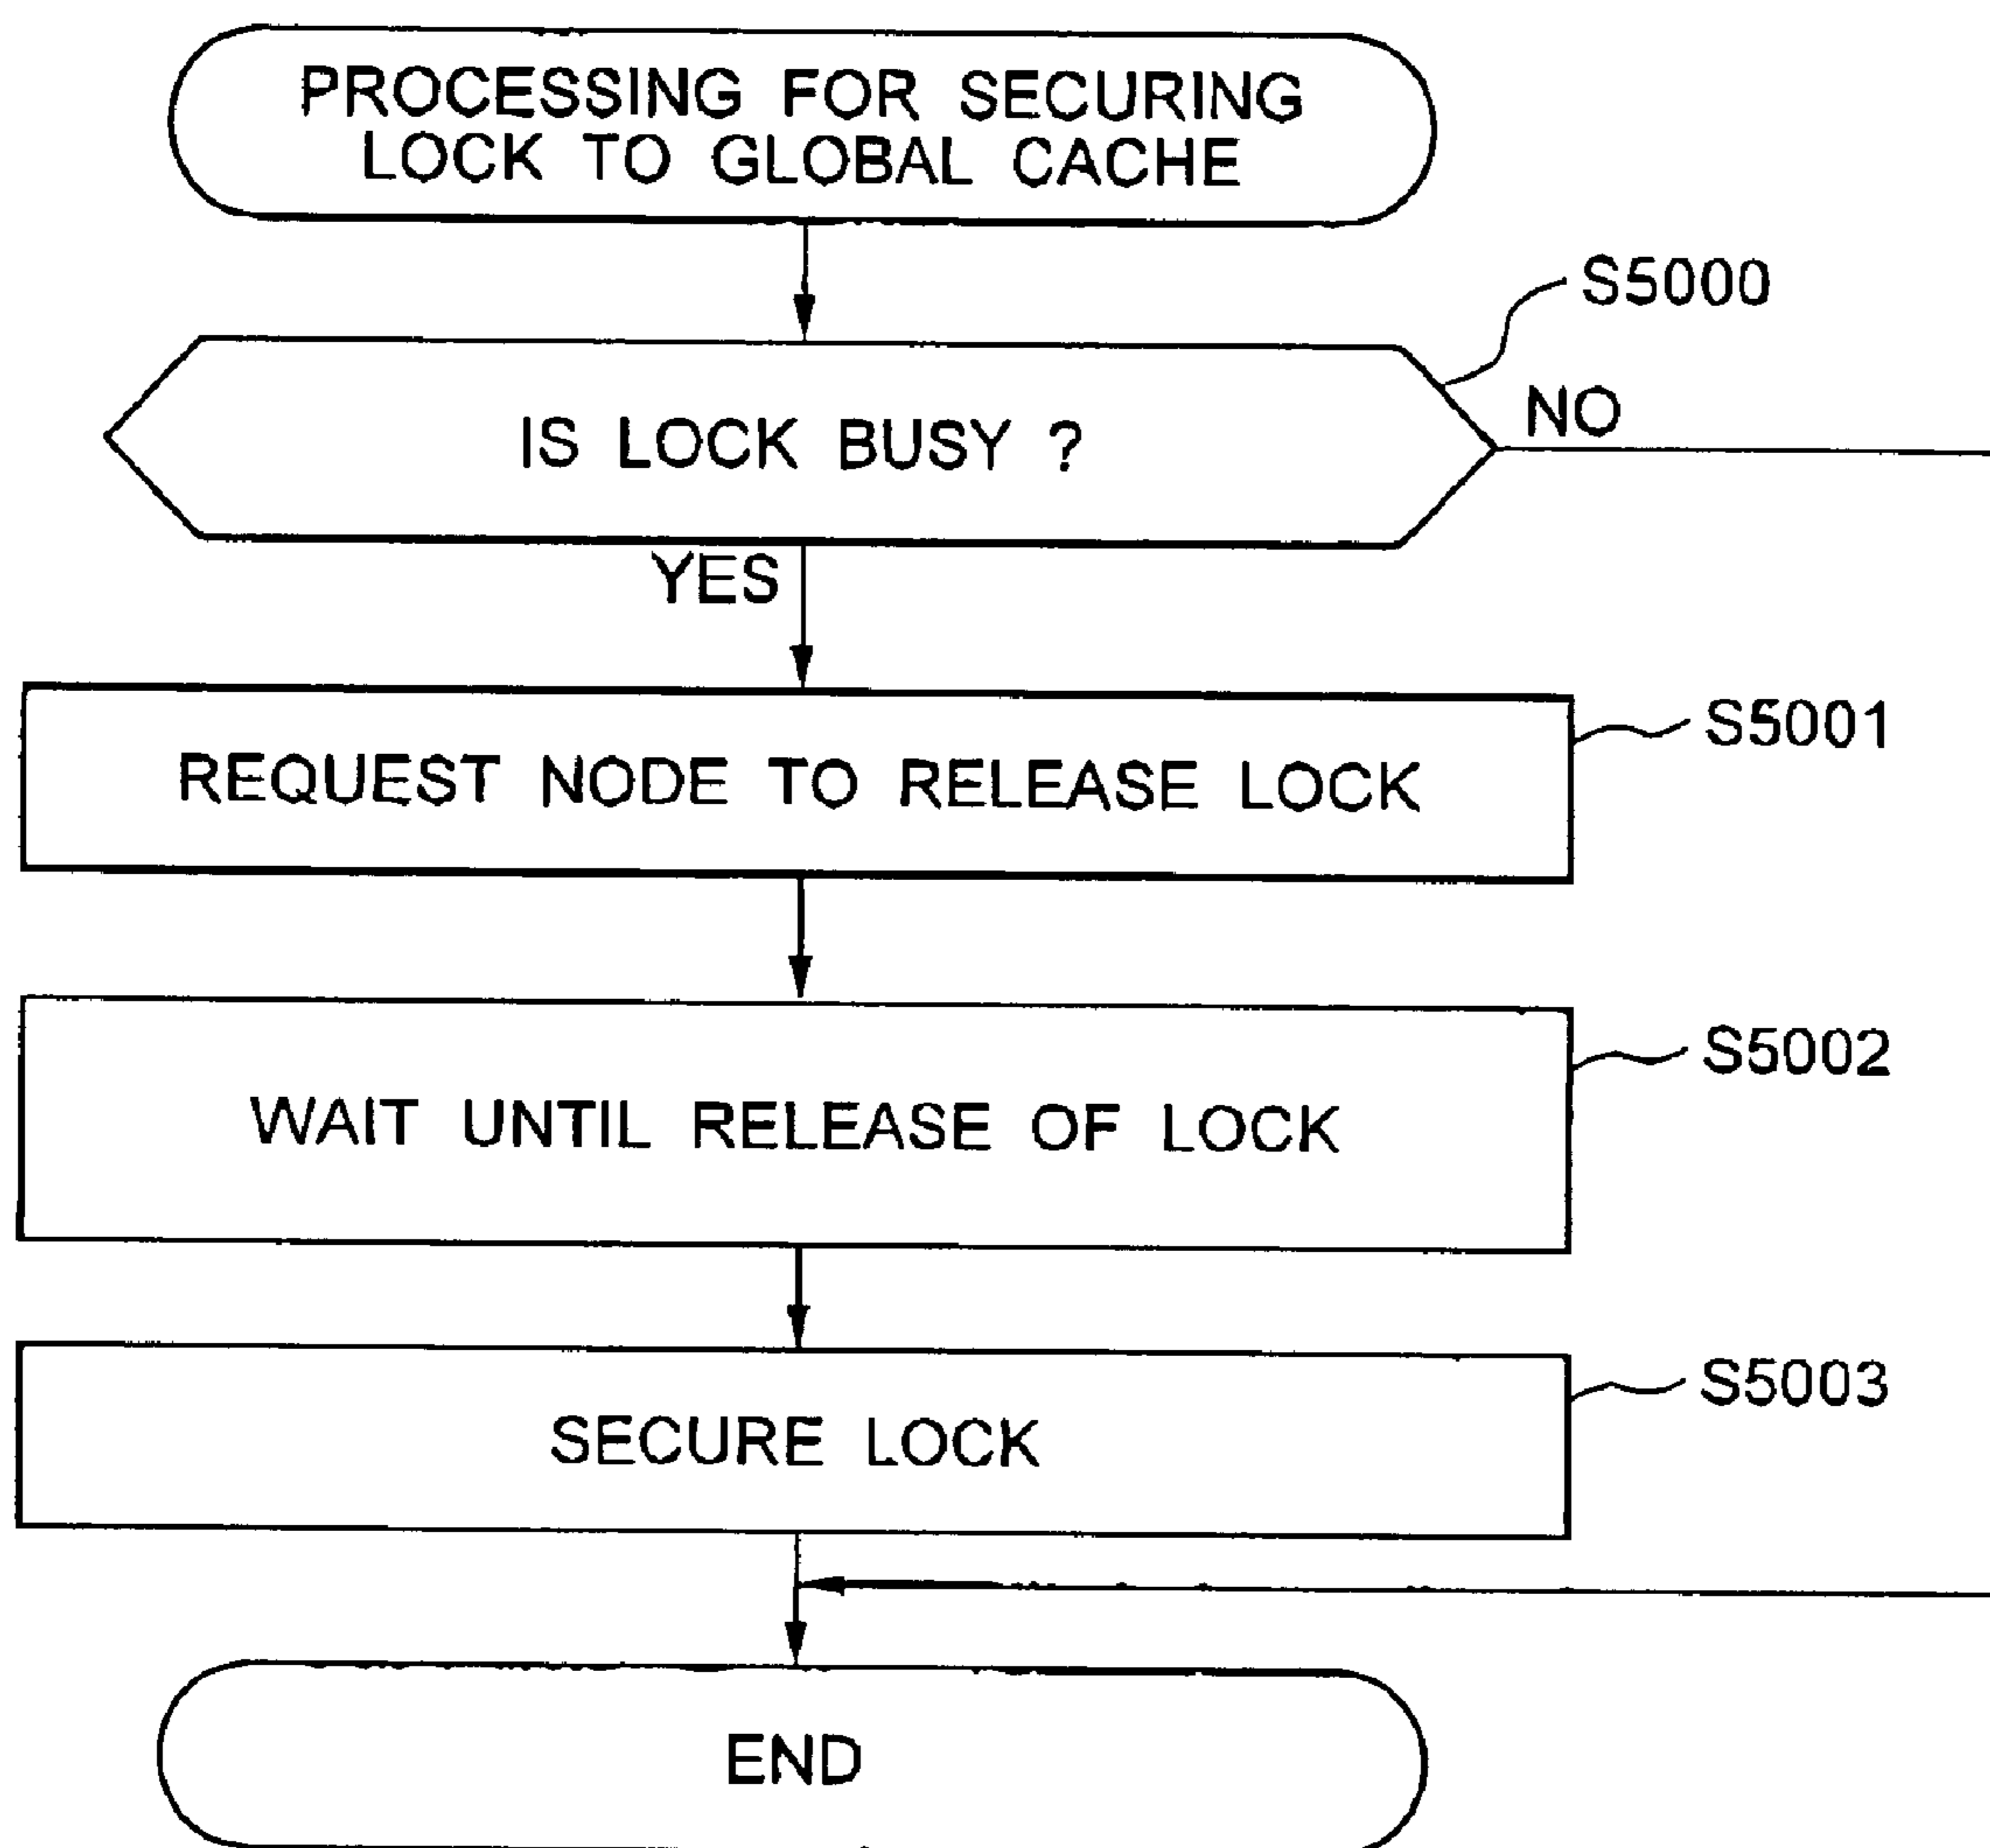 PROCESSING FOR SECURING
LOCK TO GLOBAL CACHE
S5000
IS LOCK BUSY ?
NO
YES
S5001
REQUEST NODE TO RELEASE LOCK
S5002
WAIT UNTIL RELEASE OF LOCK
S5003
SECURE LOCK
END